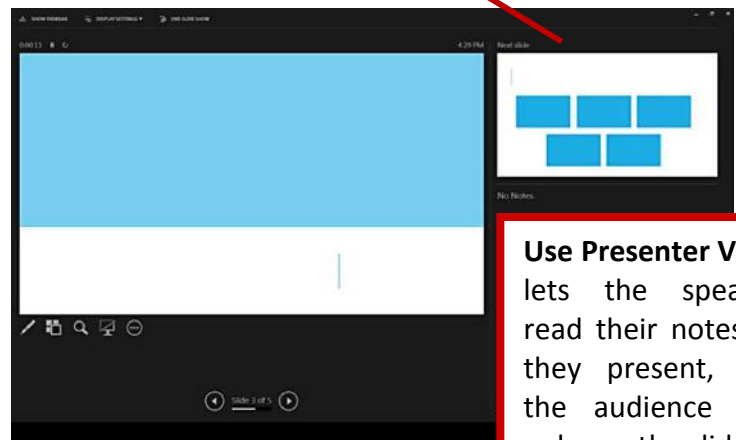 SHOW TASKBAR DISPLAY SETTINGS ▼ END SLIDE SHOW
0:00:13 4:29 PM Next slide
No Notes.
Slide 3 of 5
Use Presenter V
lets the spea
read their notes
they present,
the audience